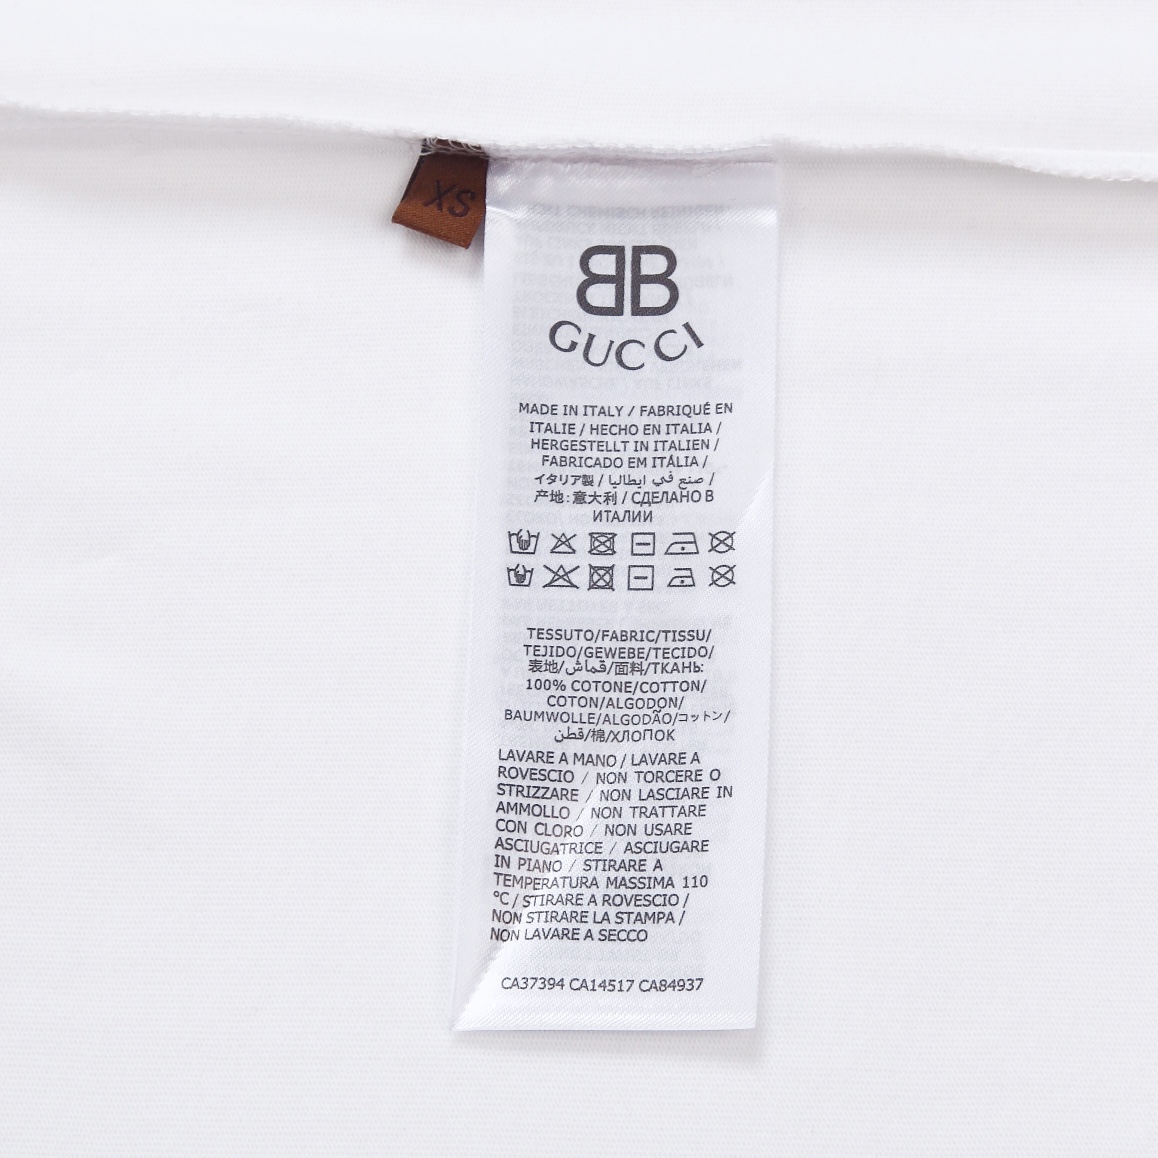 XS
BB
GUCCI
MADE IN ITALY / FABRIQUÉ EN
ITALIE / HECHO EN ITALIA /
HERGESTELLT IN ITALIEN /
FABRICADO EM ITÁLIA /
イタリア製 / صنع في ايطاليا /
产地:意大利 / СДЕЛАНО В
ИТАЛИИ
TESSUTO/FABRIC/TISSU/
TEJIDO/GEWEBE/TECIDO/
表地/قماش/面料/ТКАНЬ:
100% COTONE/COTTON/
COTON/ALGODON/
BAUMWOLLE/ALGODÃO/コットン/
قطن/棉/ХЛОПОК
LAVARE A MANO / LAVARE A
ROVESCIO / NON TORCERE O
STRIZZARE / NON LASCIARE IN
AMMOLLO / NON TRATTARE
CON CLORO / NON USARE
ASCIUGATRICE / ASCIUGARE
IN PIANO / STIRARE A
TEMPERATURA MASSIMA 110
°C / STIRARE A ROVESCIO /
NON STIRARE LA STAMPA /
NON LAVARE A SECCO
CA37394 CA14517 CA84937